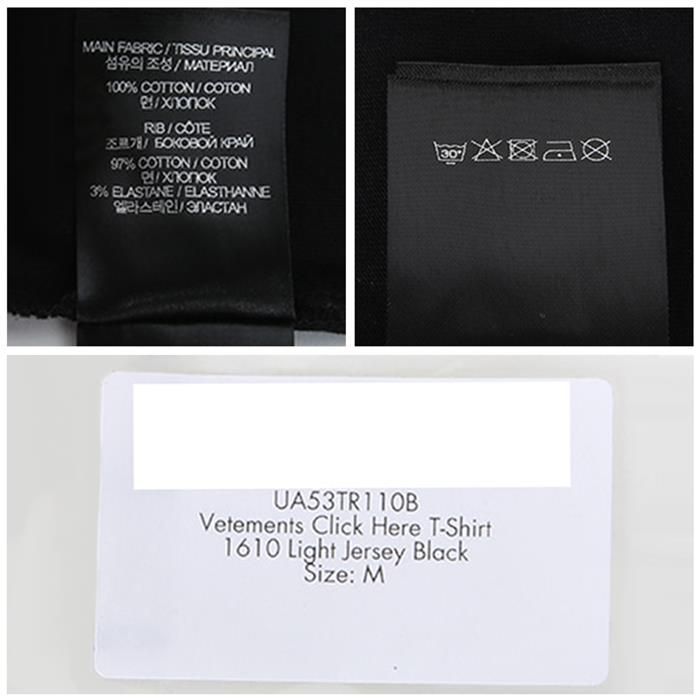 MAIN FABRIC / TISSU PRINCIPAL
섬유의 조성 / МАТЕРИАЛ
100% COTTON / COTON
면 / ХЛОПОК
RIB / CÔTE
조르개 / БОКОВОЙ КРАЙ
97% COTTON / COTON
면 / ХЛОПОК
3% ELASTANE / ELASTHANNE
엘라스테인 / ЭЛАСТАН
30°
UA53TR110B
Vetements Click Here T-Shirt
1610 Light Jersey Black
Size: M